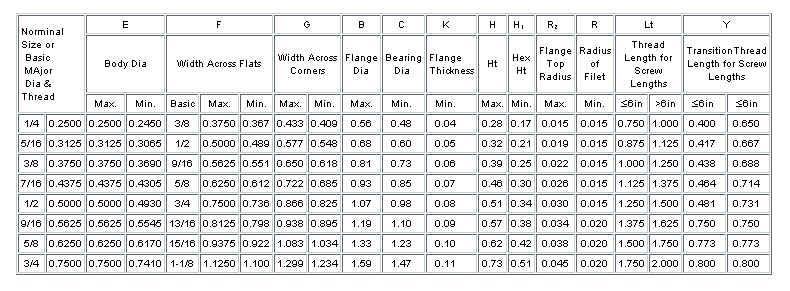 Norminal Size or Basic MAjor Dia & Thread E F G B C K H H₁ R₂ R Lt Y
Body Dia Width Across Flats Width Across Corners Flange Dia Bearing Dia Flange Thickness Ht Hex Ht Flange Top Radius Radius of Filet Thread Length for Screw Lengths Transition Thread Length for Screw Lengths
Max. Min. Basic Max. Min. Max. Min. Max. Min. Min. Max. Min. Max. Min. ≤6in >6in ≤6in ≤6in
1/4 0.2500 0.2500 0.2450 3/8 0.3750 0.367 0.433 0.409 0.56 0.48 0.04 0.28 0.17 0.015 0.015 0.750 1.000 0.400 0.650
5/16 0.3125 0.3125 0.3065 1/2 0.5000 0.489 0.577 0.548 0.68 0.60 0.05 0.32 0.21 0.019 0.015 0.875 1.125 0.417 0.667
3/8 0.3750 0.3750 0.3690 9/16 0.5625 0.551 0.650 0.618 0.81 0.73 0.06 0.39 0.25 0.022 0.015 1.000 1.250 0.438 0.688
7/16 0.4375 0.4375 0.4305 5/8 0.6250 0.612 0.722 0.685 0.93 0.85 0.07 0.46 0.30 0.026 0.015 1.125 1.375 0.464 0.714
1/2 0.5000 0.5000 0.4930 3/4 0.7500 0.736 0.866 0.825 1.07 0.98 0.08 0.51 0.34 0.030 0.015 1.250 1.500 0.481 0.731
9/16 0.5625 0.5625 0.5545 13/16 0.8125 0.798 0.938 0.895 1.19 1.10 0.09 0.57 0.38 0.034 0.020 1.375 1.625 0.750 0.750
5/8 0.6250 0.6250 0.6170 15/16 0.9375 0.922 1.083 1.034 1.33 1.23 0.10 0.62 0.42 0.038 0.020 1.500 1.750 0.773 0.773
3/4 0.7500 0.7500 0.7410 1-1/8 1.1250 1.100 1.299 1.234 1.59 1.47 0.11 0.73 0.51 0.045 0.020 1.750 2.000 0.800 0.800